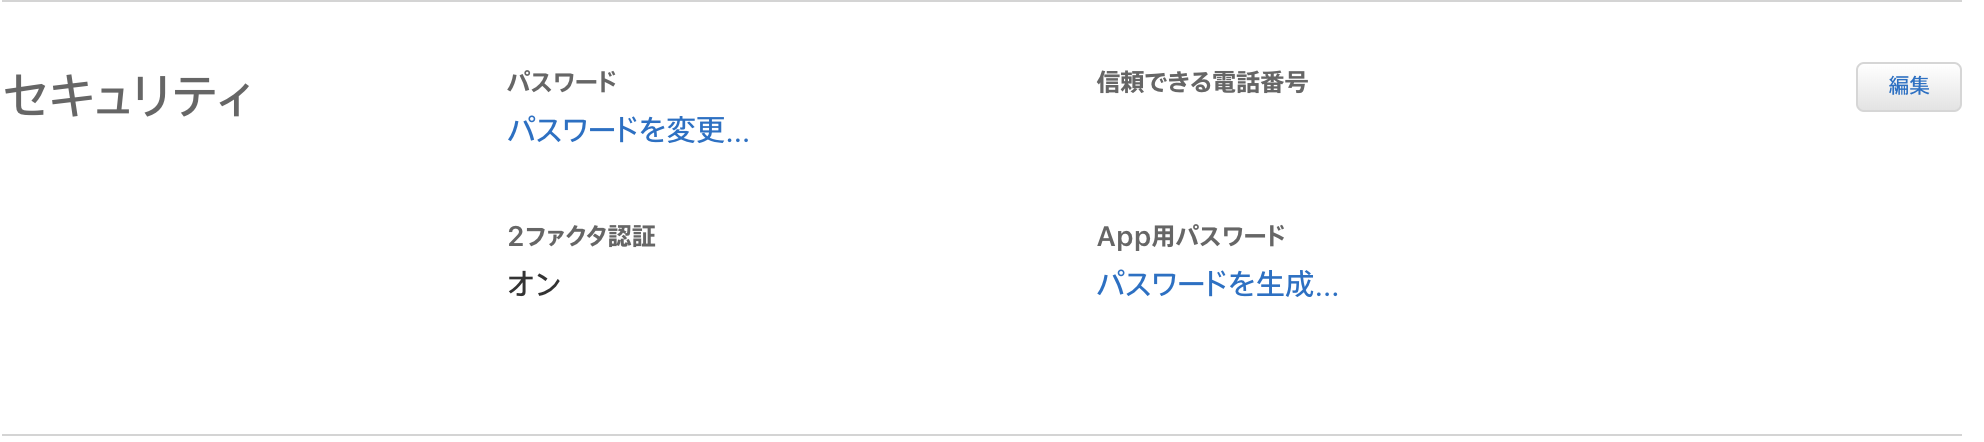 セキュリティ
パスワード
パスワードを変更...
信頼できる電話番号
編集
2ファクタ認証
オン
App用パスワード
パスワードを生成...